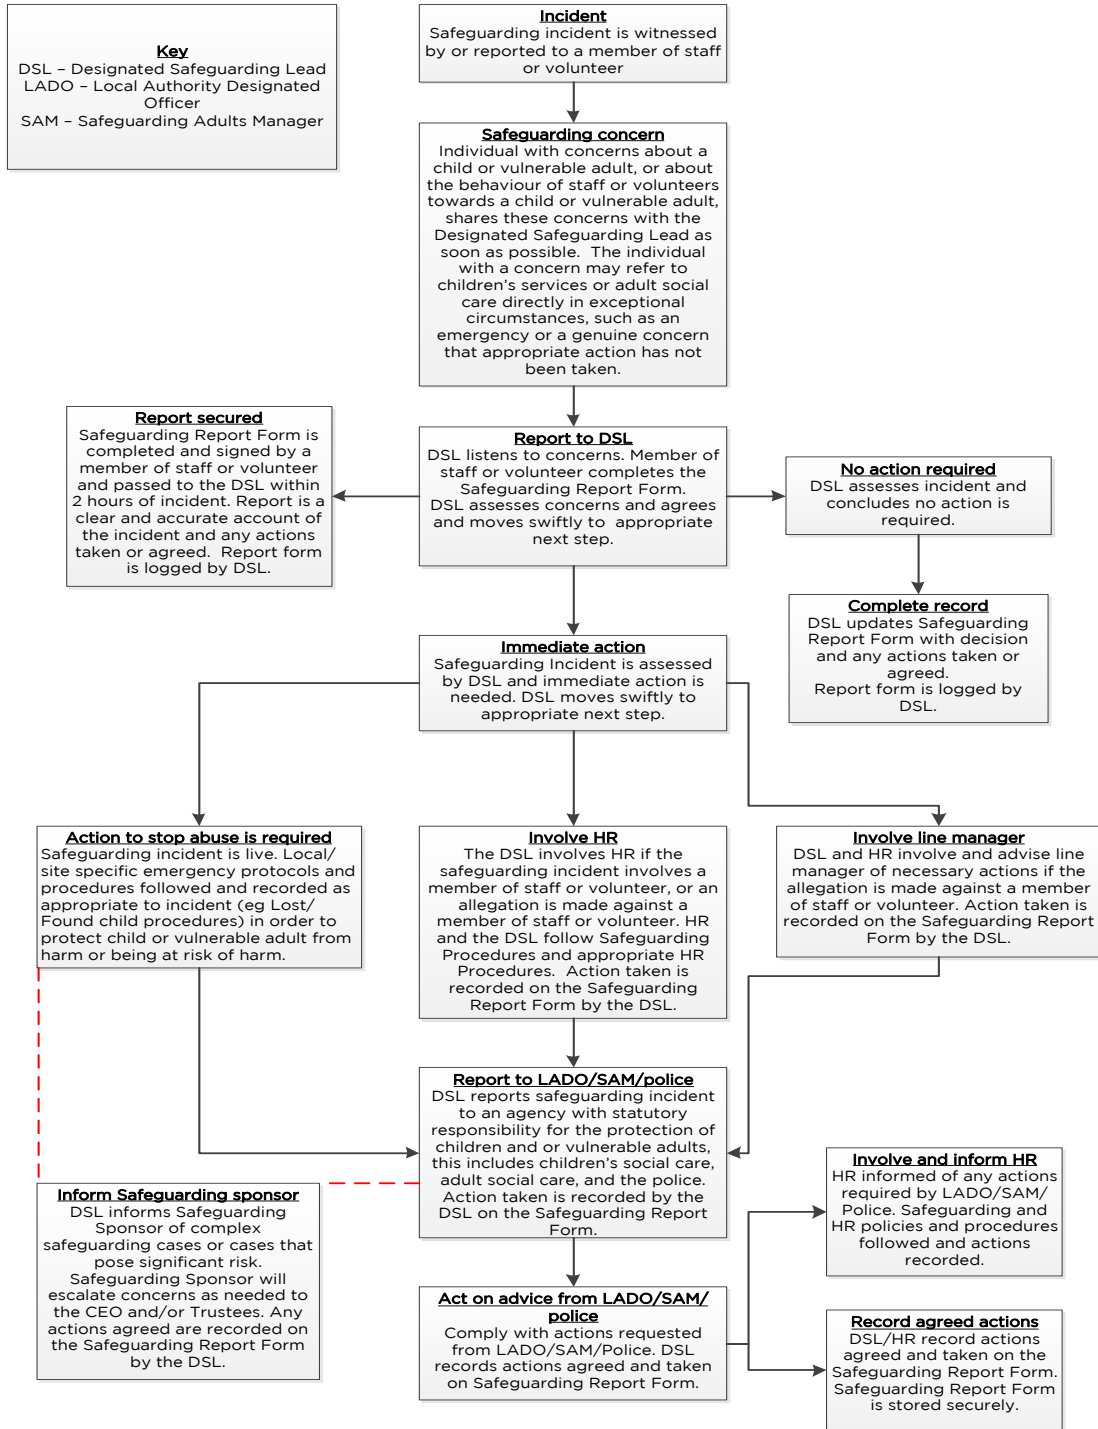 Incident
Safeguarding incident is witnessed
by or reported to a member of staff
or volunteer
Key
DSL – Designated Safeguarding Lead
LADO – Local Authority Designated
Officer
SAM – Safeguarding Adults Manager
Safeguarding concern
Individual with concerns about a
child or vulnerable adult, or about
the behaviour of staff or volunteers
towards a child or vulnerable adult,
shares these concerns with the
Designated Safeguarding Lead as
soon as possible.  The individual
with a concern may refer to
children’s services or adult social
care directly in exceptional
circumstances, such as an
emergency or a genuine concern
that appropriate action has not
been taken.
Report secured
Safeguarding Report Form is
completed and signed by a
member of staff or volunteer
and passed to the DSL within
2 hours of incident. Report is a
clear and accurate account of
the incident and any actions
taken or agreed.  Report form
is logged by DSL.
Report to DSL
DSL listens to concerns. Member of
staff or volunteer completes the
Safeguarding Report Form.
DSL assesses concerns and agrees
and moves swiftly to  appropriate
next step.
No action required
DSL assesses incident and
concludes no action is
required.
Complete record
DSL updates Safeguarding
Report Form with decision
and any actions taken or
agreed.
Report form is logged by
DSL.
Immediate action
Safeguarding Incident is assessed
by DSL and immediate action is
needed. DSL moves swiftly to
appropriate next step.
Action to stop abuse is required
Safeguarding incident is live. Local/
site specific emergency protocols and
procedures followed and recorded as
appropriate to incident (eg Lost/
Found child procedures) in order to
protect child or vulnerable adult from
harm or being at risk of harm.
Involve HR
The DSL involves HR if the
safeguarding incident involves a
member of staff or volunteer, or an
allegation is made against a
member of staff or volunteer. HR
and the DSL follow Safeguarding
Procedures and appropriate HR
Procedures.  Action taken is
recorded on the Safeguarding
Report Form by the DSL.
Involve line manager
DSL and HR involve and advise line
manager of necessary actions if the
allegation is made against a member
of staff or volunteer. Action taken is
recorded on the Safeguarding Report
Form by the DSL.
Report to LADO/SAM/police
DSL reports safeguarding incident
to an agency with statutory
responsibility for the protection of
children and or vulnerable adults,
this includes children’s social care,
adult social care, and the police.
Action taken is recorded by the
DSL on the Safeguarding Report
Form.
Inform Safeguarding sponsor
DSL informs Safeguarding
Sponsor of complex
safeguarding cases or cases that
pose significant risk.
Safeguarding Sponsor will
escalate concerns as needed to
the CEO and/or Trustees. Any
actions agreed are recorded on
the Safeguarding Report Form
by the DSL.
Involve and inform HR
HR informed of any actions
required by LADO/SAM/
Police. Safeguarding and
HR policies and procedures
followed and actions
recorded.
Act on advice from LADO/SAM/
police
Comply with actions requested
from LADO/SAM/Police. DSL
records actions agreed and taken
on Safeguarding Report Form.
Record agreed actions
DSL/HR record actions
agreed and taken on the
Safeguarding Report Form.
Safeguarding Report Form
is stored securely.